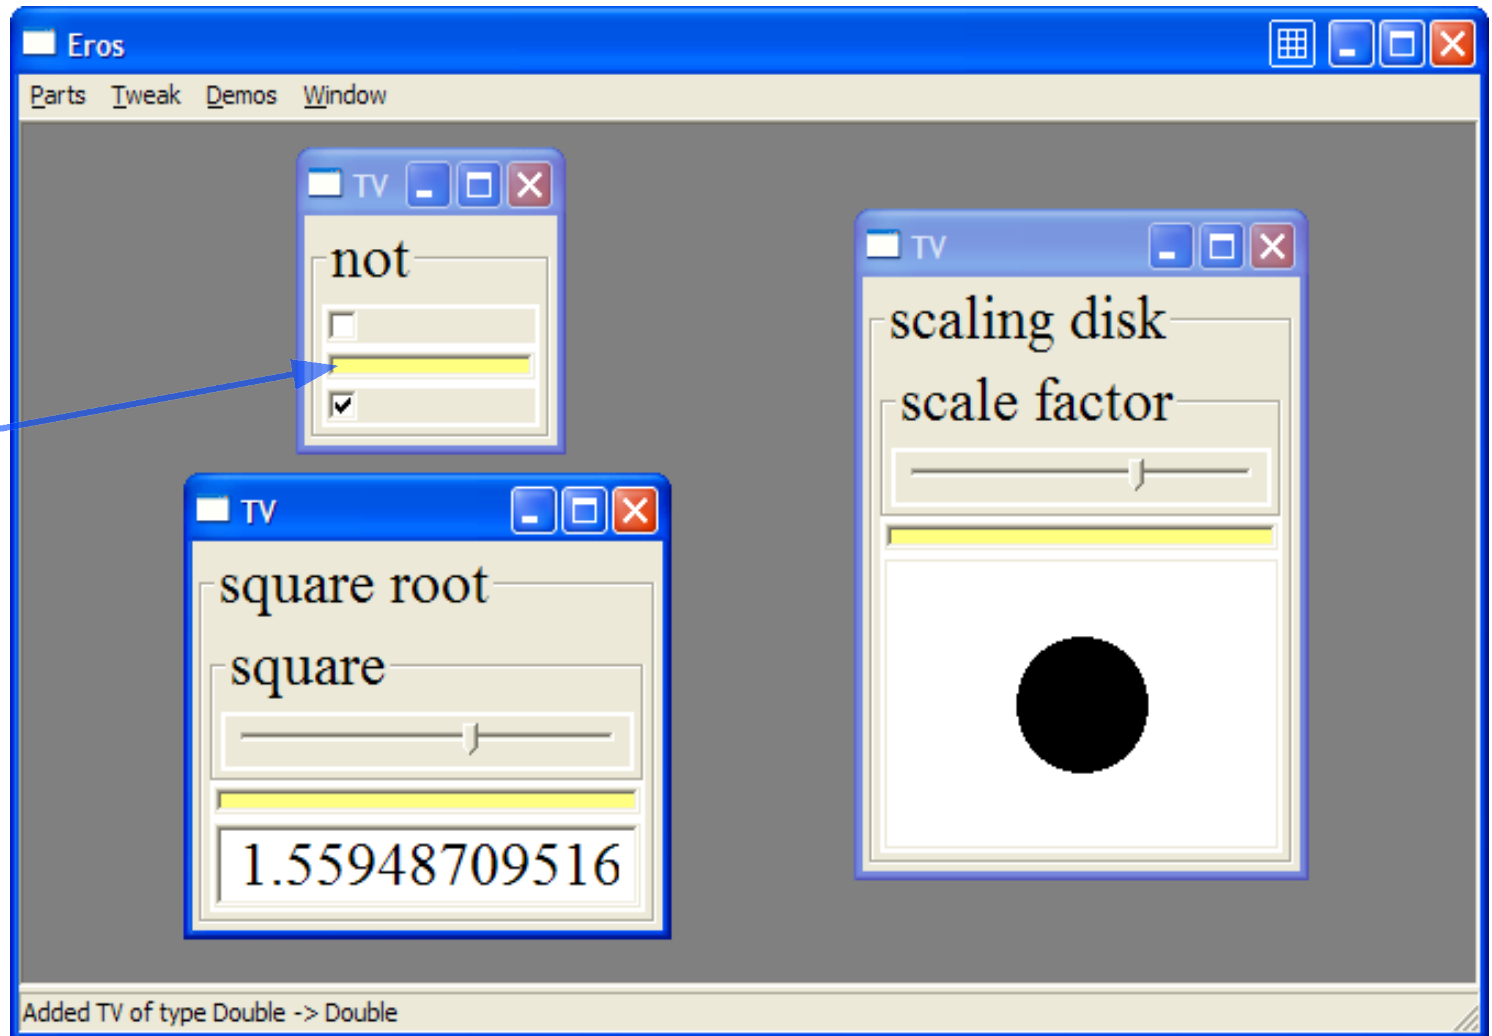 Eros
Parts Tweak Demos Window
TV
not
TV
scaling disk
scale factor
TV
square root
square
1.55948709516
Added TV of type Double -> Double